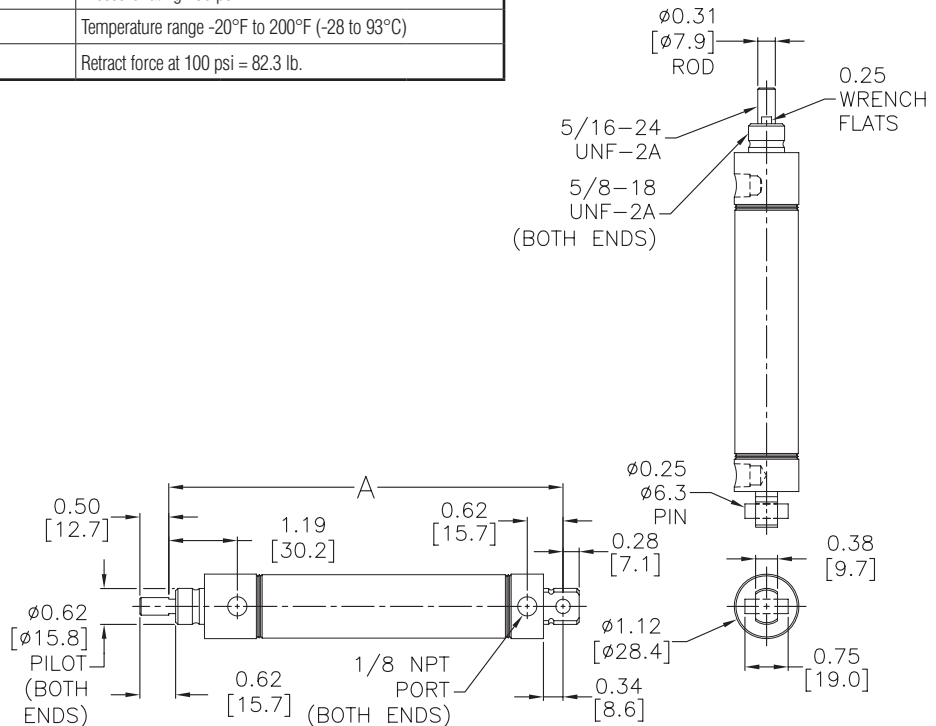 Temperature range -20°F to 200°F (-28 to 93°C)
Retract force at 100 psi = 82.3 lb.
ø0.31
[ø7.9]
ROD
0.25
WRENCH
FLATS
5/16-24
UNF-2A
5/8-18
UNF-2A
(BOTH ENDS)
ø0.25
ø6.3
PIN
A
0.50
[12.7]
1.19
[30.2]
0.62
[15.7]
0.28
[7.1]
0.38
[9.7]
ø0.62
[ø15.8]
PILOT
(BOTH
ENDS)
0.62
[15.7]
1/8 NPT
PORT
(BOTH ENDS)
0.34
[8.6]
ø1.12
[ø28.4]
0.75
[19.0]